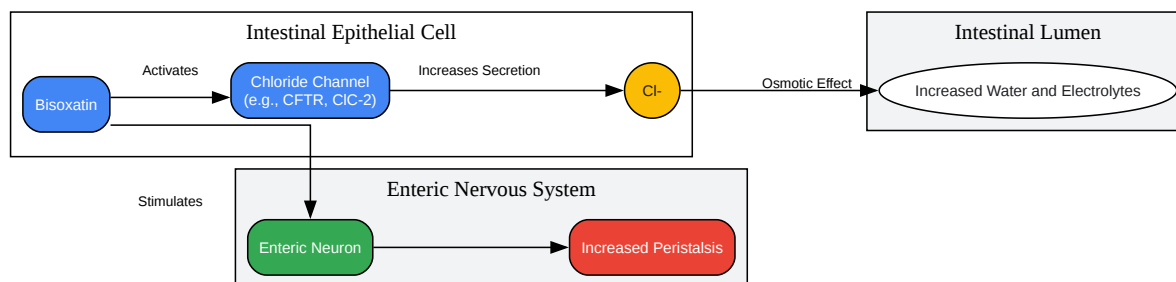 Intestinal Epithelial Cell
Intestinal Lumen
Activates
Increases Secretion
Bisoxatin
Chloride Channel
(e.g., CFTR, ClC-2)
Cl-
Osmotic Effect
Increased Water and Electrolytes
Enteric Nervous System
Stimulates
Enteric Neuron
Increased Peristalsis